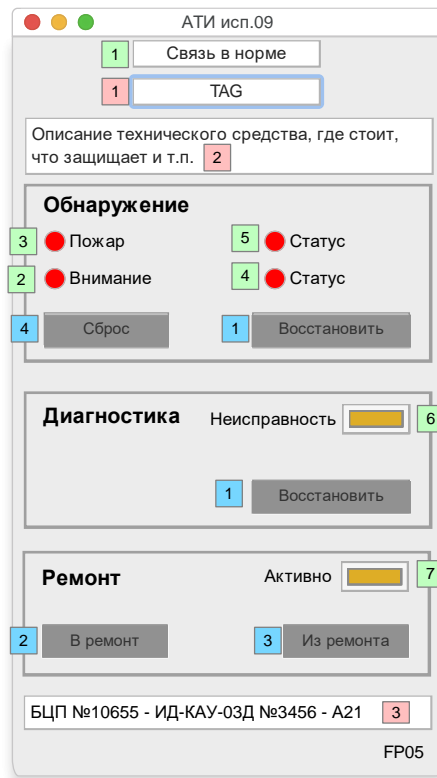 АТИ исп.09
1 Связь в норме
1 TAG
Описание технического средства, где стоит,
что защищает и т.п. 2
Обнаружение
3 Пожар 5 Статус
2 Внимание 4 Статус
4 Сброс 1 Восстановить
Диагностика Неисправность 6
1 Восстановить
Ремонт Активно 7
2 В ремонт 3 Из ремонта
БЦП №10655 - ИД-КАУ-03Д №3456 - А21 3
FP05